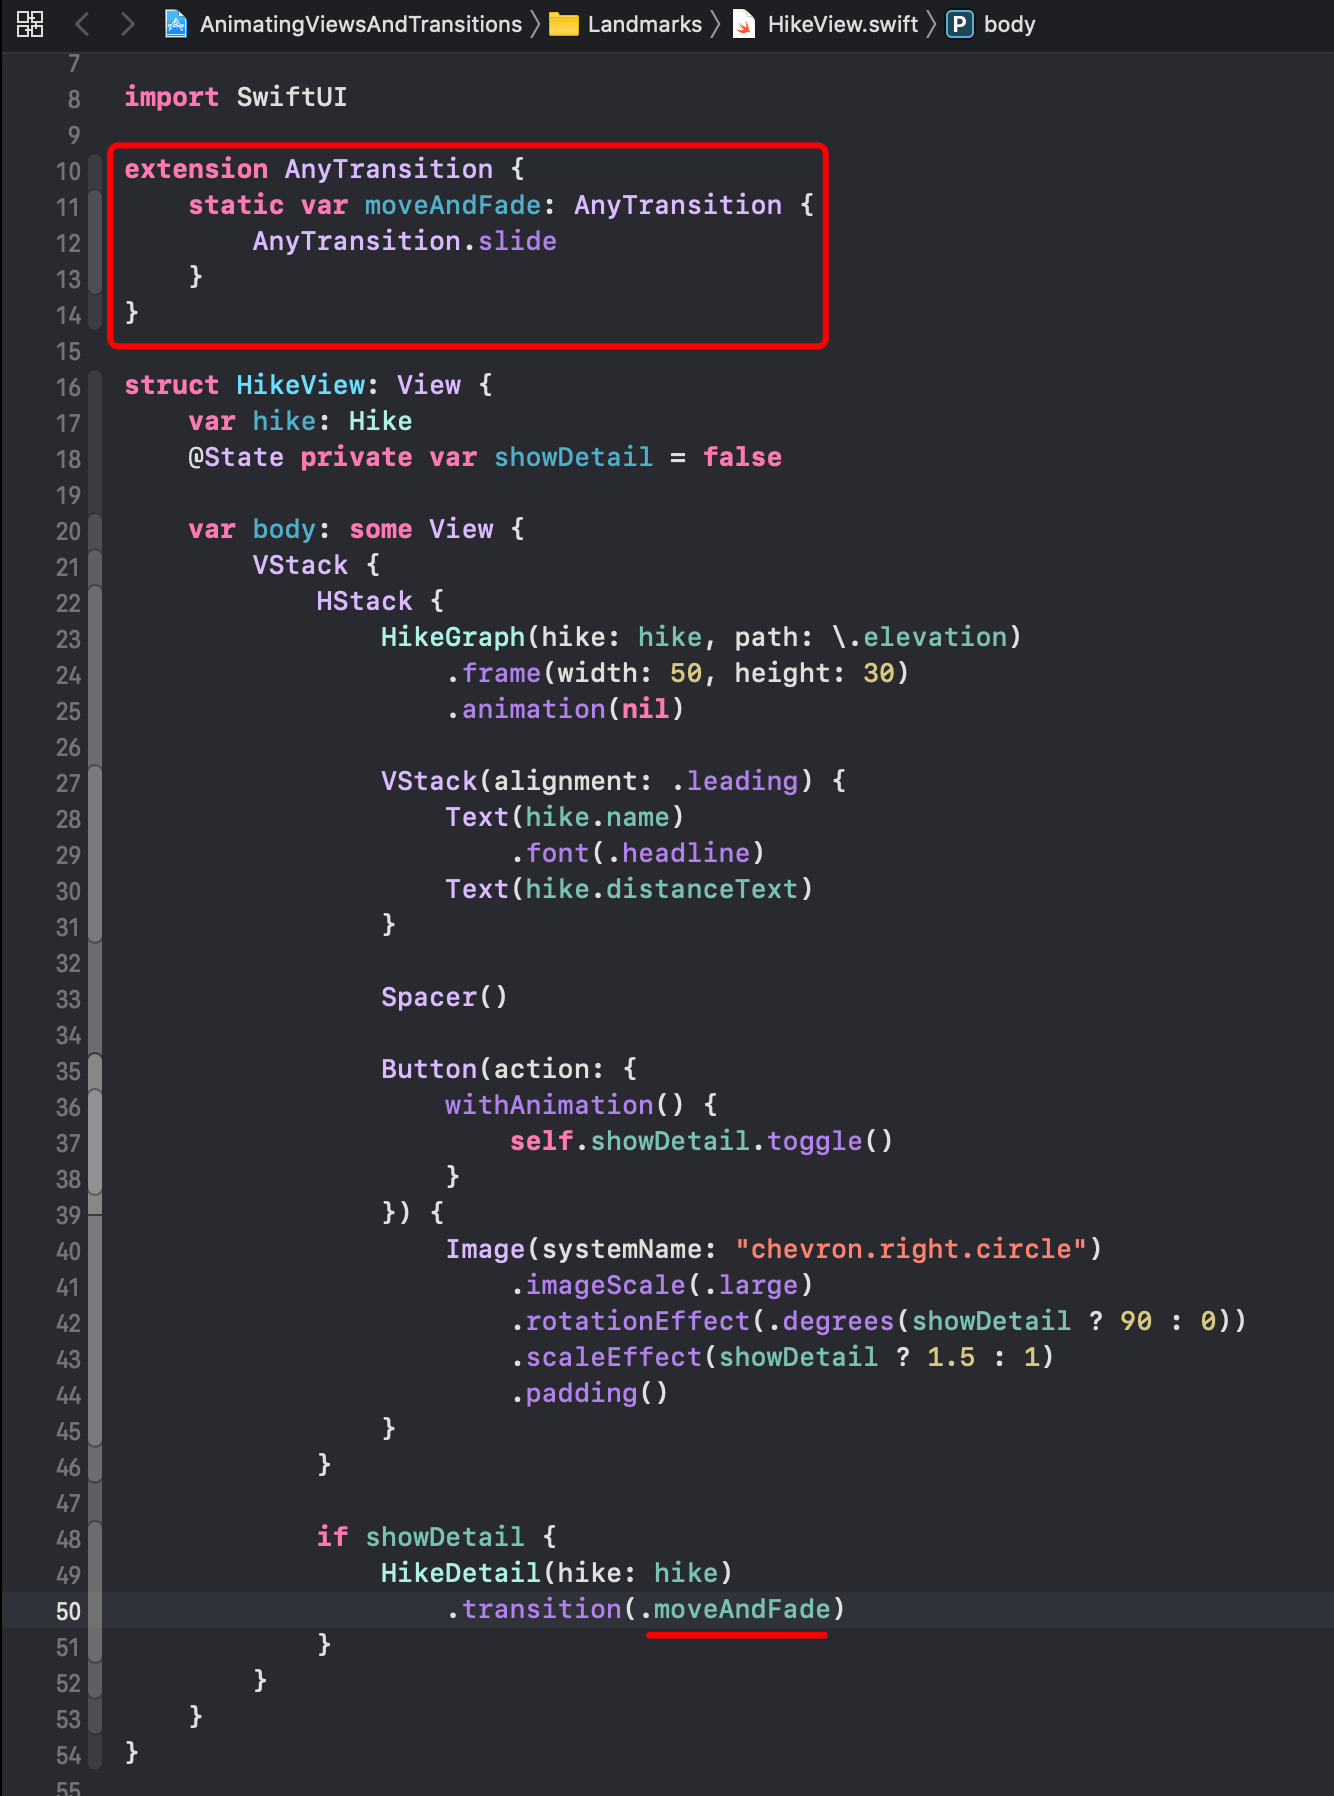 AnimatingViewsAndTransitions Landmarks HikeView.swift P body
7
8 import SwiftUI
9
10 extension AnyTransition {
11     static var moveAndFade: AnyTransition {
12         AnyTransition.slide
13     }
14 }
15
16 struct HikeView: View {
17     var hike: Hike
18     @State private var showDetail = false
19
20     var body: some View {
21         VStack {
22             HStack {
23                 HikeGraph(hike: hike, path: \.elevation)
24                     .frame(width: 50, height: 30)
25                     .animation(nil)
26
27                 VStack(alignment: .leading) {
28                     Text(hike.name)
29                         .font(.headline)
30                     Text(hike.distanceText)
31                 }
32
33                 Spacer()
34
35                 Button(action: {
36                     withAnimation() {
37                         self.showDetail.toggle()
38                     }
39                 }) {
40                     Image(systemName: "chevron.right.circle")
41                         .imageScale(.large)
42                         .rotationEffect(.degrees(showDetail ? 90 : 0))
43                         .scaleEffect(showDetail ? 1.5 : 1)
44                         .padding()
45                 }
46             }
47
48             if showDetail {
49                 HikeDetail(hike: hike)
50                     .transition(.moveAndFade)
51             }
52         }
53     }
54 }
55